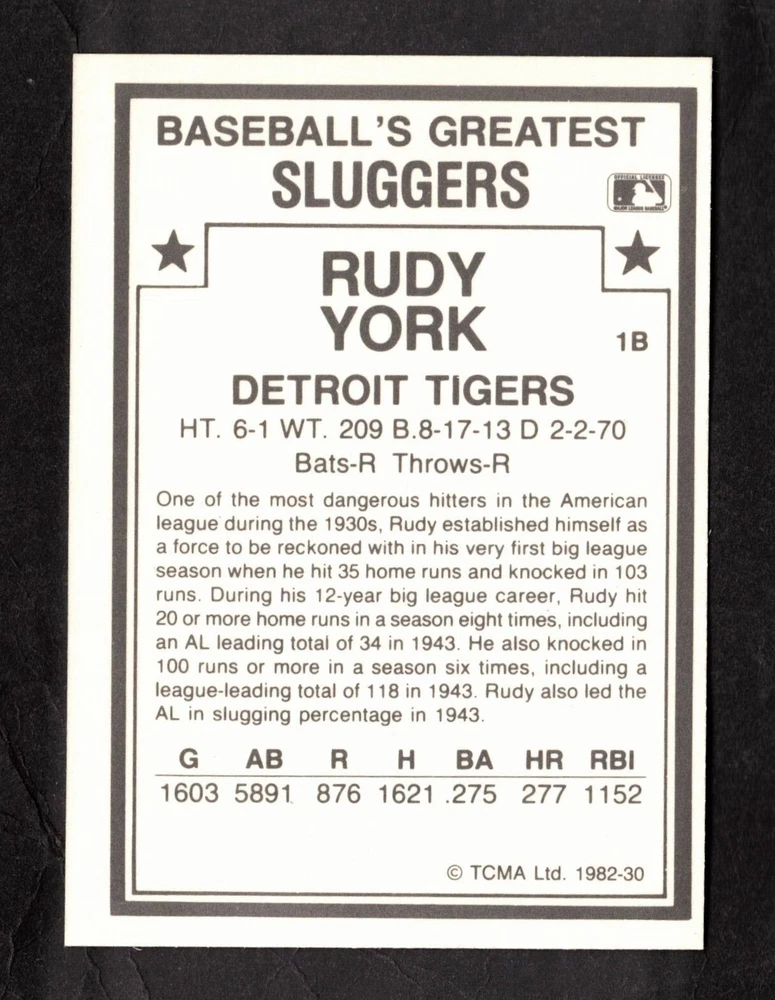 BASEBALL'S GREATEST
SLUGGERS
OFFICIAL LICENSEE
MAJOR LEAGUE BASEBALL
RUDY
YORK
1B
DETROIT TIGERS
HT. 6-1 WT. 209 B.8-17-13 D 2-2-70
Bats-R Throws-R
One of the most dangerous hitters in the American
league during the 1930s, Rudy established himself as
a force to be reckoned with in his very first big league
season when he hit 35 home runs and knocked in 103
runs. During his 12-year big league career, Rudy hit
20 or more home runs in a season eight times, including
an AL leading total of 34 in 1943. He also knocked in
100 runs or more in a season six times, including a
league-leading total of 118 in 1943. Rudy also led the
AL in slugging percentage in 1943.
G AB R H BA HR RBI
1603 5891 876 1621 .275 277 1152
© TCMA Ltd. 1982-30